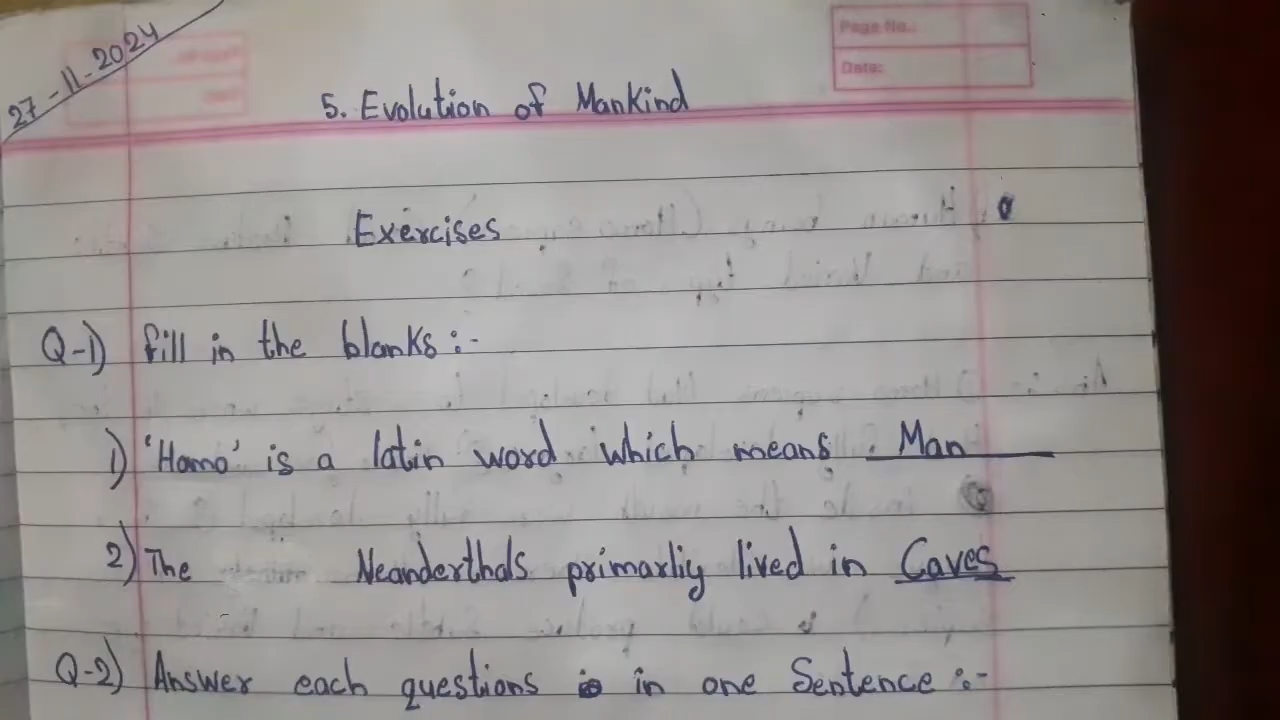 27-11-2024
Page No.:
Date:
5. Evolution of Mankind
Exercises
Q-1) fill in the blanks :-
1) 'Homo' is a latin word which means Man
2) The Neanderthals primarliy lived in Caves
Q-2) Answer each questions in one Sentence :-